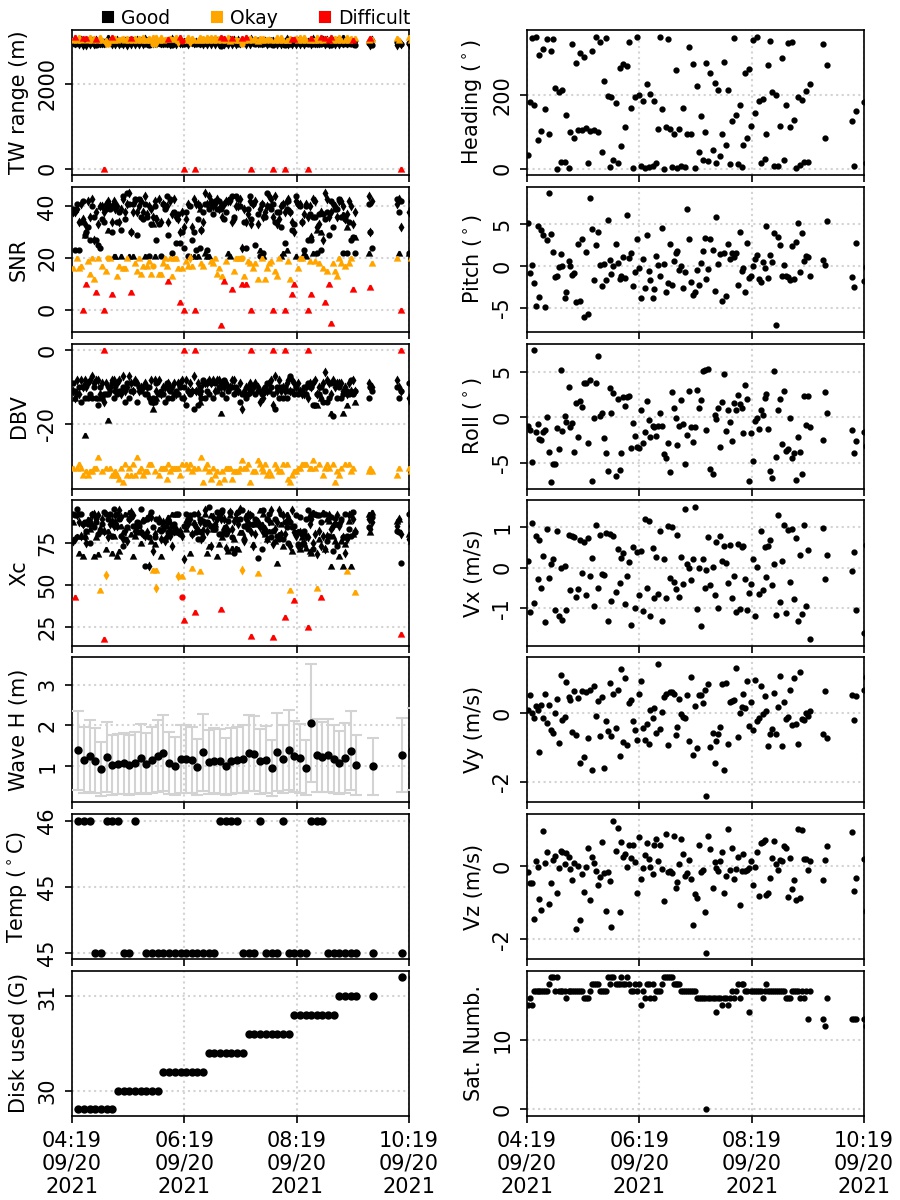 Good Okay Difficult
TW range (m)
2000
0
SNR
40
20
0
DBV
0
-20
Xc
75
50
25
Wave H (m)
3
2
1
Temp (°C)
46
45
45
Disk used (G)
31
30
04:19 06:19 08:19 10:19
09/20 09/20 09/20 09/20
2021 2021 2021 2021
Heading (°)
200
0
Pitch (°)
5
0
-5
Roll (°)
5
0
-5
Vx (m/s)
1
0
-1
Vy (m/s)
0
-2
Vz (m/s)
0
-2
Sat. Numb.
10
0
04:19 06:19 08:19 10:19
09/20 09/20 09/20 09/20
2021 2021 2021 2021